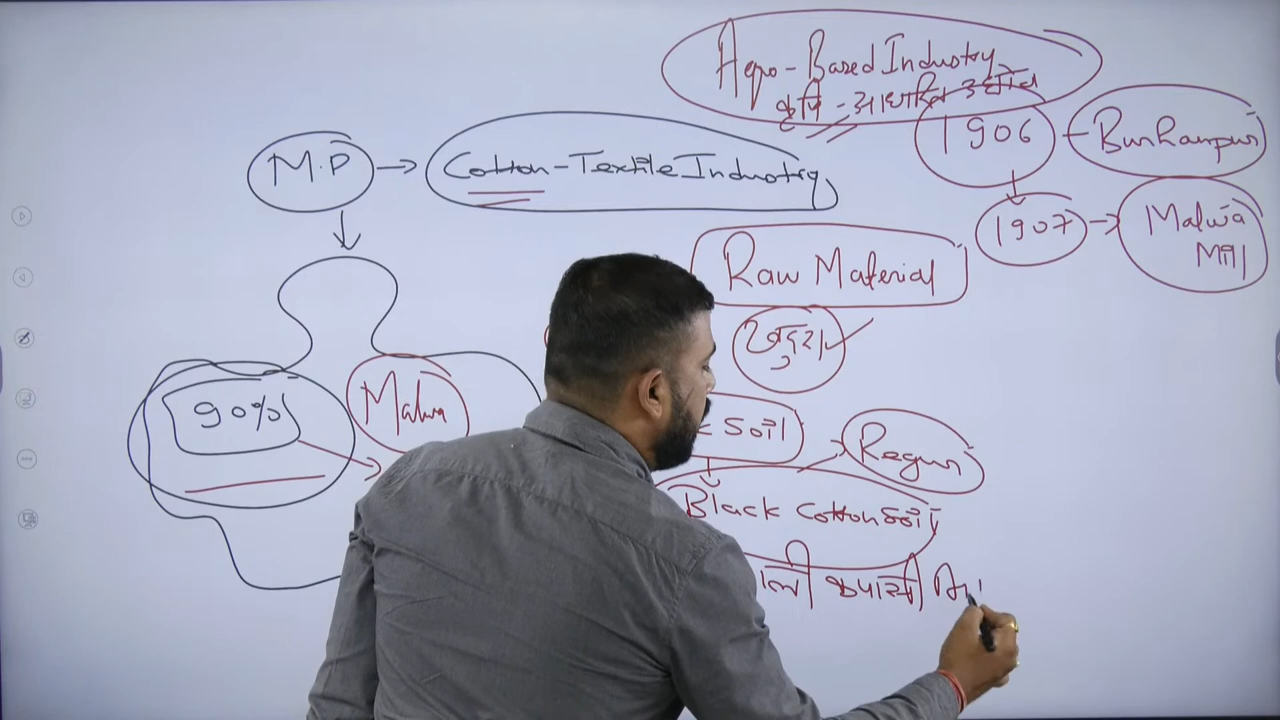 Agro-Based Industry
कृषि-आधारित उद्योग
1906 - Burhanpur
1907 → Malwa
Mill
M.P → Cotton-Textile Industry
Raw Material
90%
Malwa
Soil
Regur
Black Cotton Soil
कपासी